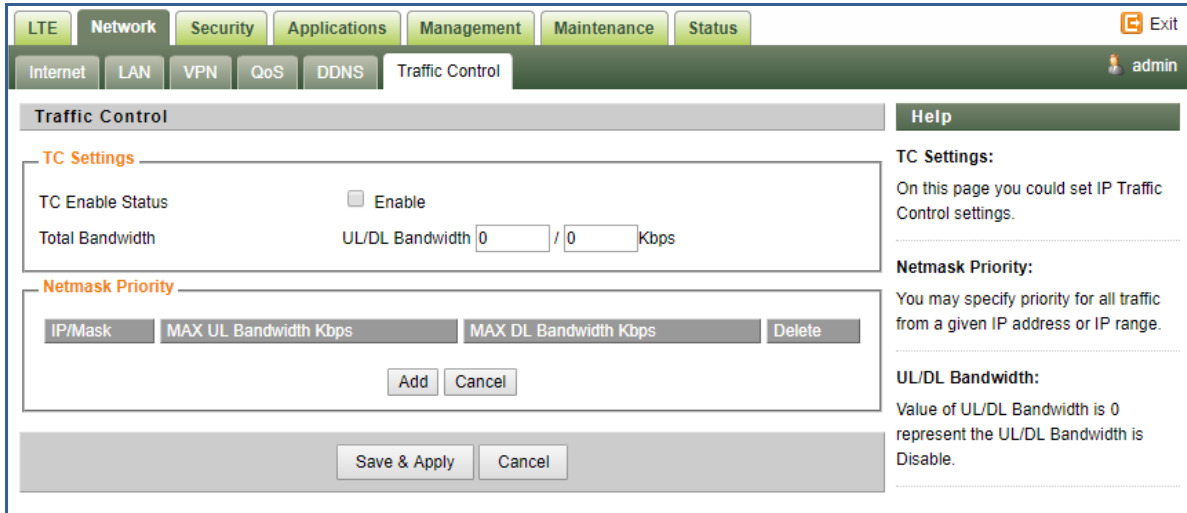 LTE Network Security Applications Management Maintenance Status Exit
Internet LAN VPN QoS DDNS Traffic Control admin
Traffic Control
TC Settings
TC Enable Status Enable
Total Bandwidth UL/DL Bandwidth 0 / 0 Kbps
Netmask Priority
IP/Mask MAX UL Bandwidth Kbps MAX DL Bandwidth Kbps Delete
Add Cancel
Save & Apply Cancel
Help
TC Settings:
On this page you could set IP Traffic
Control settings.
Netmask Priority:
You may specify priority for all traffic
from a given IP address or IP range.
UL/DL Bandwidth:
Value of UL/DL Bandwidth is 0
represent the UL/DL Bandwidth is
Disable.